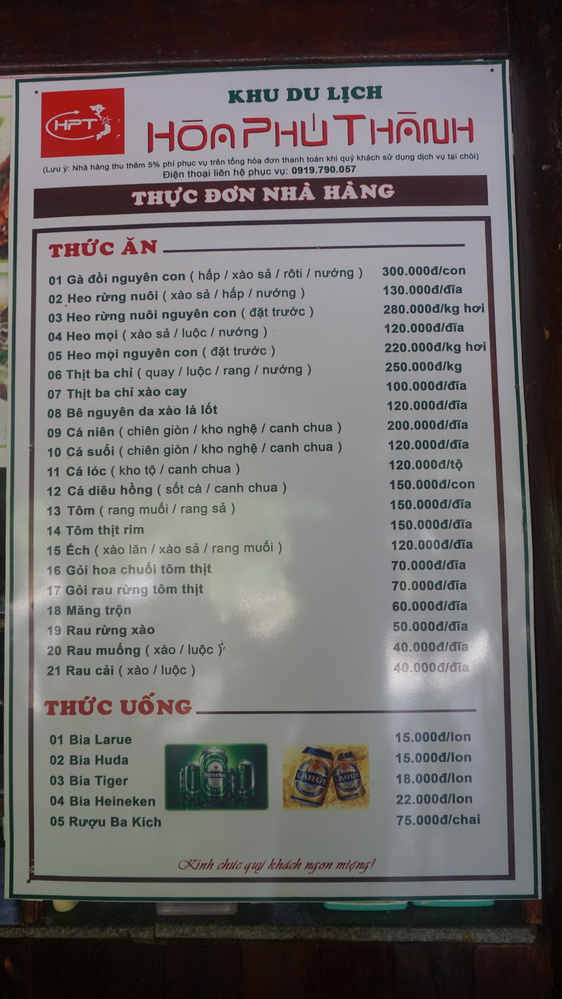 HPT
KHU DU LỊCH
HÒA PHÚ THÀNH
(Lưu ý: Nhà hàng thu thêm 5% phí phục vụ trên tổng hóa đơn thanh toán khi quý khách sử dụng dịch vụ tại chòi)
Điện thoại liên hệ phục vụ: 0919.790.057
THỰC ĐƠN NHÀ HÀNG
THỨC ĂN
01 Gà đồi nguyên con ( hấp / xào sả / rôti / nướng ) 300.000đ/con
02 Heo rừng nuôi ( xào sả / hấp / nướng ) 130.000đ/đĩa
03 Heo rừng nuôi nguyên con ( đặt trước ) 280.000đ/kg hơi
04 Heo mọi ( xào sả / luộc / nướng ) 120.000đ/đĩa
05 Heo mọi nguyên con ( đặt trước ) 220.000đ/kg hơi
06 Thịt ba chỉ ( quay / luộc / rang / nướng ) 250.000đ/kg
07 Thịt ba chỉ xào cay 100.000đ/đĩa
08 Bê nguyên da xào lá lốt 120.000đ/đĩa
09 Cá niên ( chiên giòn / kho nghệ / canh chua ) 200.000đ/đĩa
10 Cá suối ( chiên giòn / kho nghệ / canh chua ) 120.000đ/đĩa
11 Cá lóc ( kho tộ / canh chua ) 120.000đ/tộ
12 Cá diêu hồng ( sốt cà / canh chua ) 150.000đ/con
13 Tôm ( rang muối / rang sả ) 150.000đ/đĩa
14 Tôm thịt rim 150.000đ/đĩa
15 Ếch ( xào lăn / xào sả / rang muối ) 120.000đ/đĩa
16 Gỏi hoa chuối tôm thịt 70.000đ/đĩa
17 Gỏi rau rừng tôm thịt 70.000đ/đĩa
18 Măng trộn 60.000đ/đĩa
19 Rau rừng xào 50.000đ/đĩa
20 Rau muống ( xào / luộc ) 40.000đ/đĩa
21 Rau cải ( xào / luộc ) 40.000đ/đĩa
THỨC UỐNG
01 Bia Larue 15.000đ/lon
02 Bia Huda 15.000đ/lon
03 Bia Tiger 18.000đ/lon
04 Bia Heineken 22.000đ/lon
05 Rượu Ba Kích 75.000đ/chai
Heineken
LARUE
LARUE
Kính chúc quý khách ngon miệng!